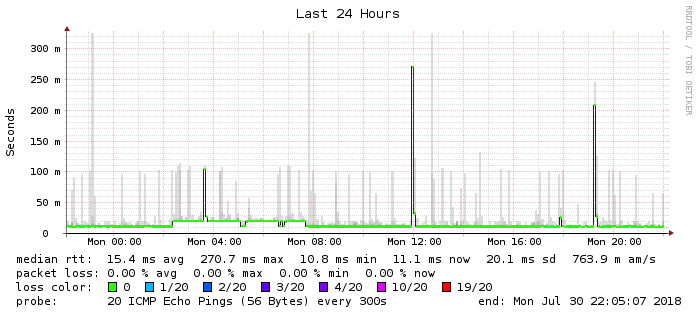 Last 24 Hours
RRDTOOL / TOBI OETIKER
Seconds
300 m
250 m
200 m
150 m
100 m
50 m
0
Mon 00:00 Mon 04:00 Mon 08:00 Mon 12:00 Mon 16:00 Mon 20:00
median rtt: 15.4 ms avg 270.7 ms max 10.8 ms min 11.1 ms now 20.1 ms sd 763.9 m am/s
packet loss: 0.00 % avg 0.00 % max 0.00 % min 0.00 % now
loss color: 0 1/20 2/20 3/20 4/20 10/20 19/20
probe: 20 ICMP Echo Pings (56 Bytes) every 300s end: Mon Jul 30 22:05:07 2018